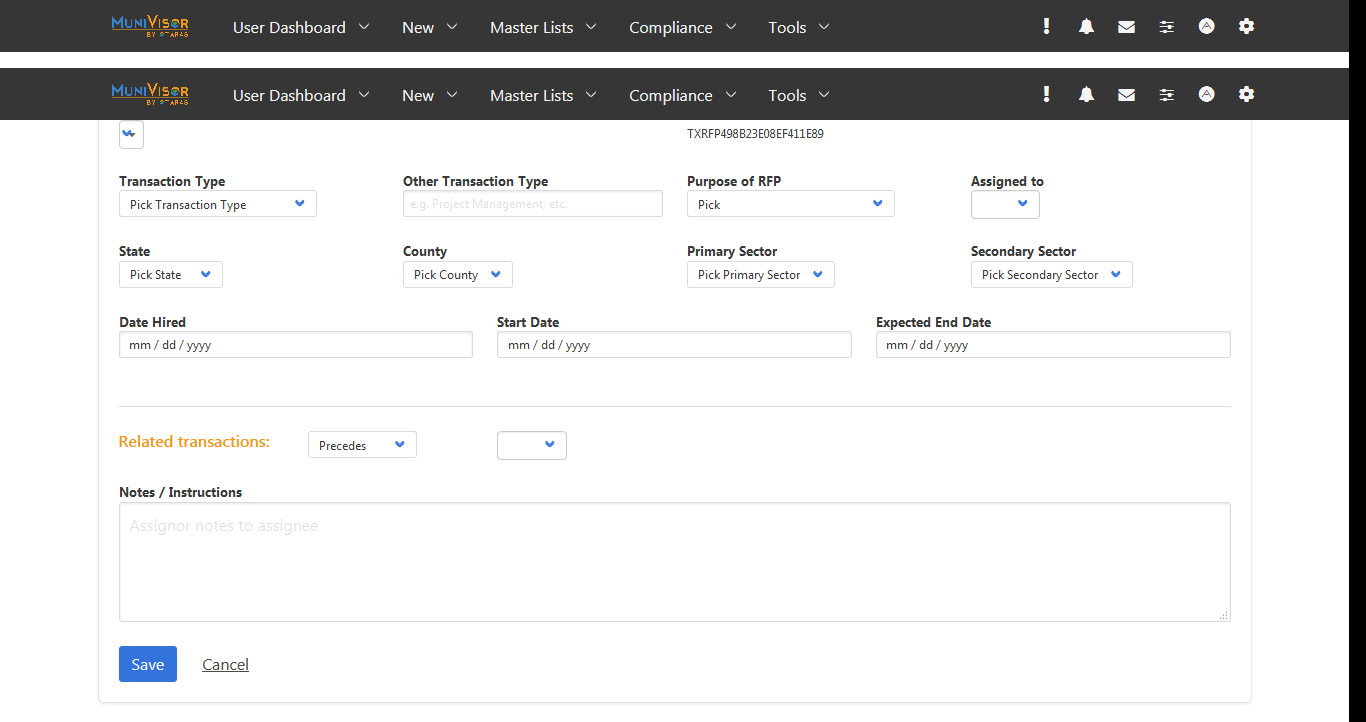 MUNIVISOR
BY OTAR46
User Dashboard New Master Lists Compliance Tools
MUNIVISOR
BY OTAR46
User Dashboard New Master Lists Compliance Tools
TXRFP498B23E08EF411E89
Transaction Type Other Transaction Type Purpose of RFP Assigned to
Pick Transaction Type e.g. Project Management, etc. Pick
State County Primary Sector Secondary Sector
Pick State Pick County Pick Primary Sector Pick Secondary Sector
Date Hired Start Date Expected End Date
mm / dd / yyyy mm / dd / yyyy mm / dd / yyyy
Related transactions: Precedes
Notes / Instructions
Assignor notes to assignee
Save Cancel